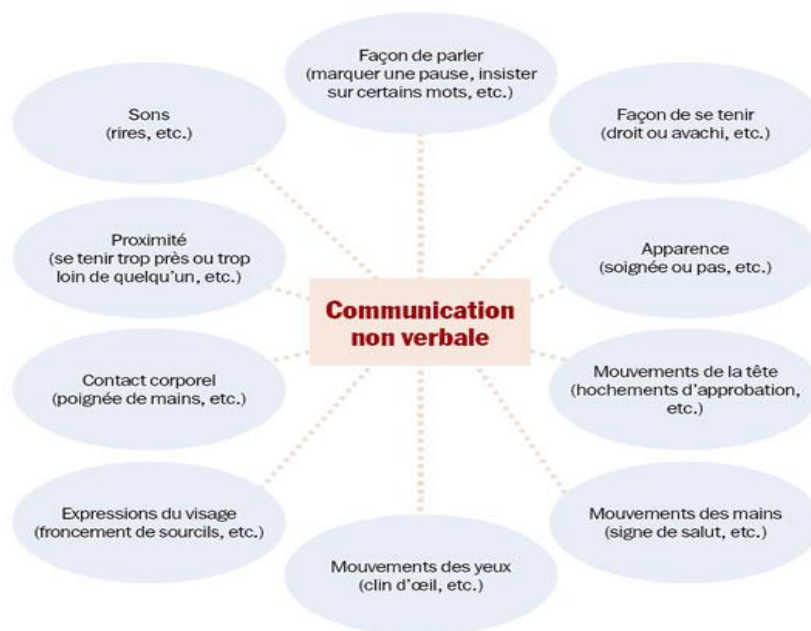 Façon de parler
(marquer une pause, insister
sur certains mots, etc.)
Sons
(rires, etc.)
Façon de se tenir
(droit ou avachi, etc.)
Proximité
(se tenir trop près ou trop
loin de quelqu'un, etc.)
Apparence
(soignée ou pas, etc.)
Communication
non verbale
Contact corporel
(poignée de mains, etc.)
Mouvements de la tête
(hochements d'approbation,
etc.)
Expressions du visage
(froncement de sourcils, etc.)
Mouvements des mains
(signe de salut, etc.)
Mouvements des yeux
(clin d'œil, etc.)